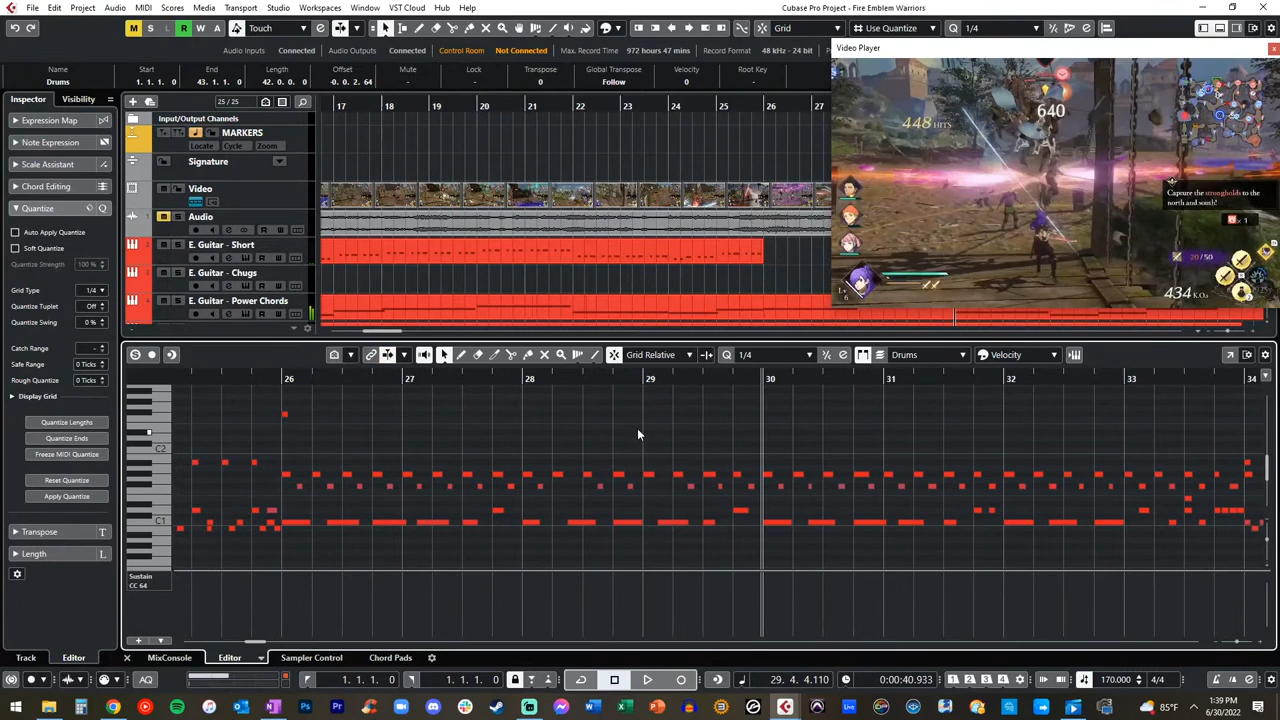 File Edit Project Audio MIDI Scores Media Transport Studio Workspaces Window VST Cloud Hub Help
Cubase Pro Project - Fire Emblem Warriors
M S L R W A Touch Grid Use Quantize 1/4
Audio Inputs Connected Audio Outputs Connected Control Room Not Connected Max. Record Time 972 hours 47 mins Record Format 48 kHz - 24 bit
Video Player
Name Start End Length Offset Mute Lock Transpose Global Transpose Velocity Root Key
Drums 1. 1. 1. 0 43. 1. 1. 0 42. 0. 0. 0 -0. 0. 2. 64 0 Follow 0 -
Inspector Visibility 25 / 25 17 18 19 20 21 22 23 24 25 26 27
Input/Output Channels
Expression Map
MARKERS
Note Expression
Locate Cycle Zoom
Scale Assistant
Signature
Chord Editing
Video
Quantize
1 Audio
Auto Apply Quantize
Soft Quantize
E. Guitar - Short
Quantize Strength 100 %
E. Guitar - Chugs
Grid Type 1/4
Quantize Tuplet Off
E. Guitar - Power Chords
Quantize Swing 0 %
448 HITS
640
Capture the strongholds to the
north and south!
x 1
20/50
Lv
6
434 K.O.s
Catch Range -
Safe Range 0 Ticks
Rough Quantize 0 Ticks
Display Grid
Quantize Lengths
Quantize Ends
Freeze MIDI Quantize
Reset Quantize
Apply Quantize
Transpose
Length
Grid Relative 1/4 Drums Velocity
26 27 28 29 30 31 32 33 34
C2
C1
Sustain
CC 64
Track Editor MixConsole Editor Sampler Control Chord Pads
AQ 1. 1. 1. 0 1. 1. 1. 0 29. 4. 4.110 0:00:40.933 1 2 3 4 170.000 4/4
85°F 1:39 PM
6/30/2022